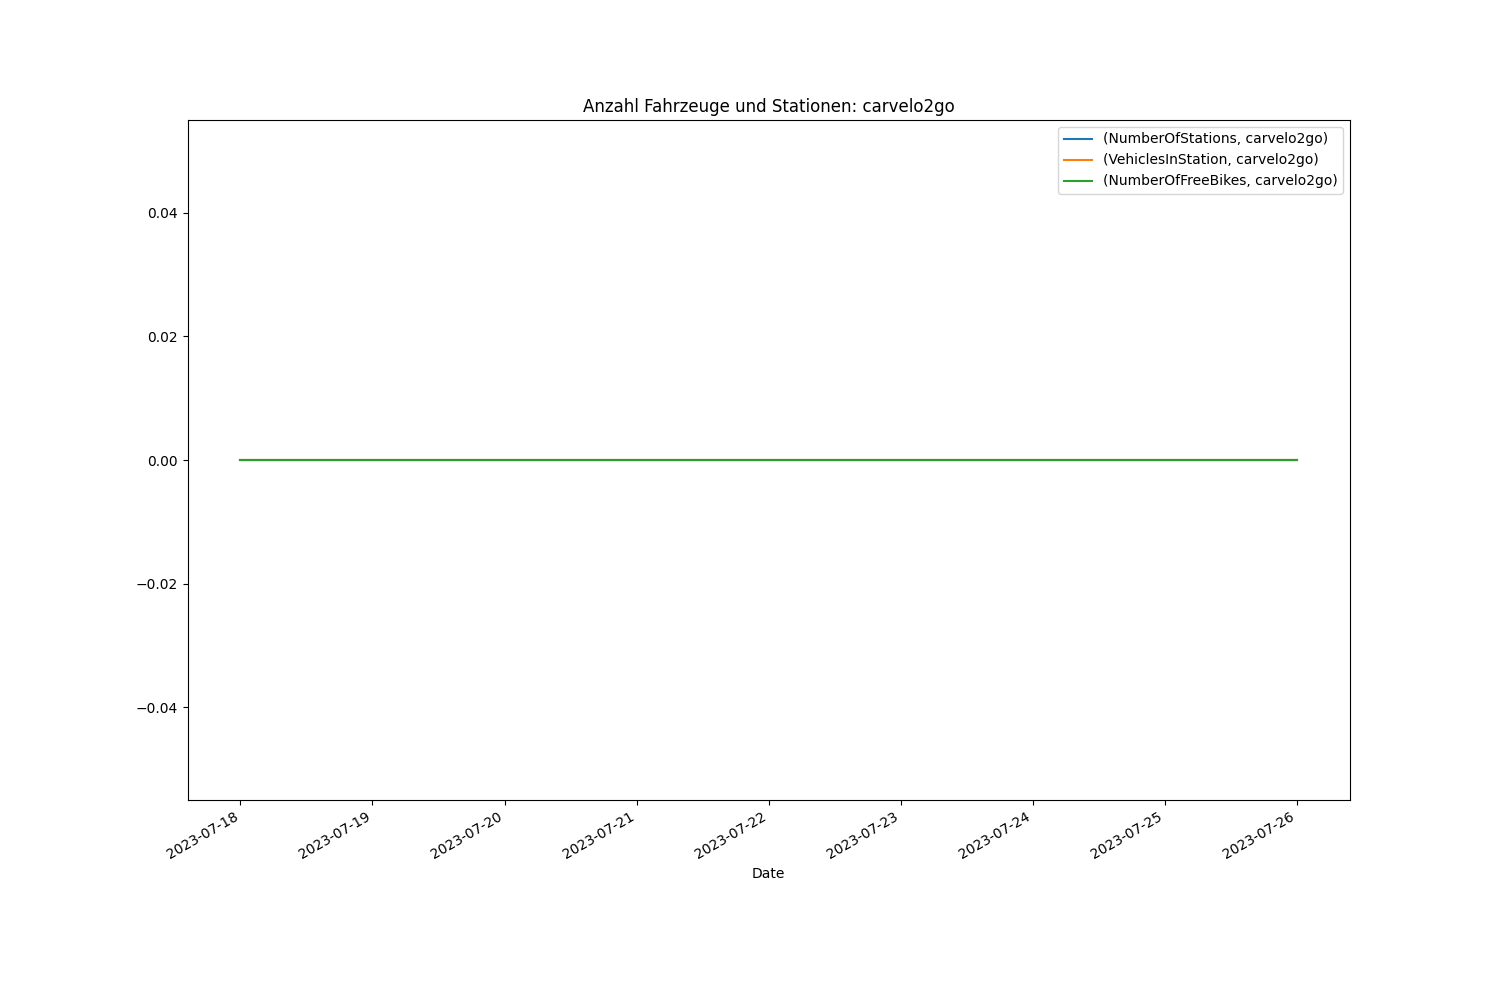 Anzahl Fahrzeuge und Stationen: carvelo2go
(NumberOfStations, carvelo2go)
(VehiclesInStation, carvelo2go)
(NumberOfFreeBikes, carvelo2go)
0.04
0.02
0.00
−0.02
−0.04
2023-07-18
2023-07-19
2023-07-20
2023-07-21
2023-07-22
2023-07-23
2023-07-24
2023-07-25
2023-07-26
Date